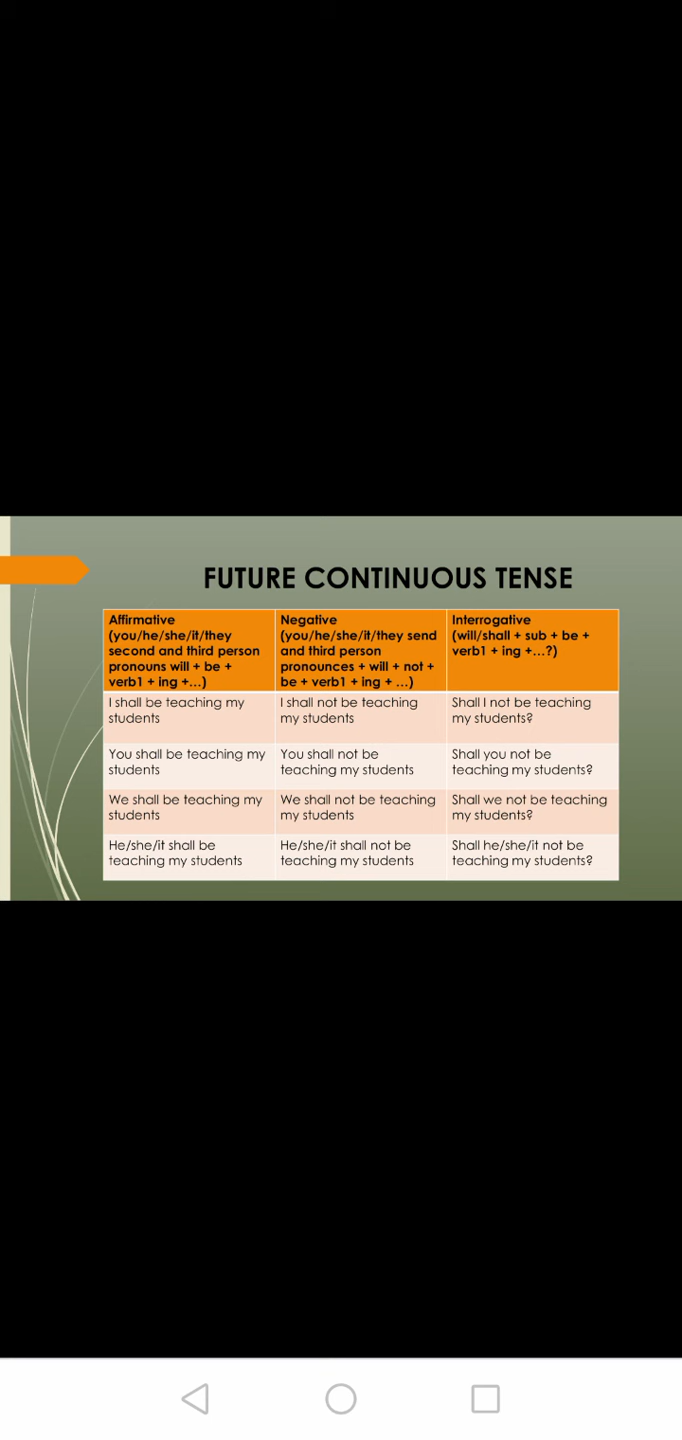 FUTURE CONTINUOUS TENSE
Affirmative
(you/he/she/it/they
second and third person
pronouns will + be +
verb1 + ing +...)
Negative
(you/he/she/it/they send
and third person
pronounces + will + not +
be + verb1 + ing + ...)
Interrogative
(will/shall + sub + be +
verb1 + ing +...?)
I shall be teaching my
students
I shall not be teaching
my students
Shall I not be teaching
my students?
You shall be teaching my
students
You shall not be
teaching my students
Shall you not be
teaching my students?
We shall be teaching my
students
We shall not be teaching
my students
Shall we not be teaching
my students?
He/she/it shall be
teaching my students
He/she/it shall not be
teaching my students
Shall he/she/it not be
teaching my students?